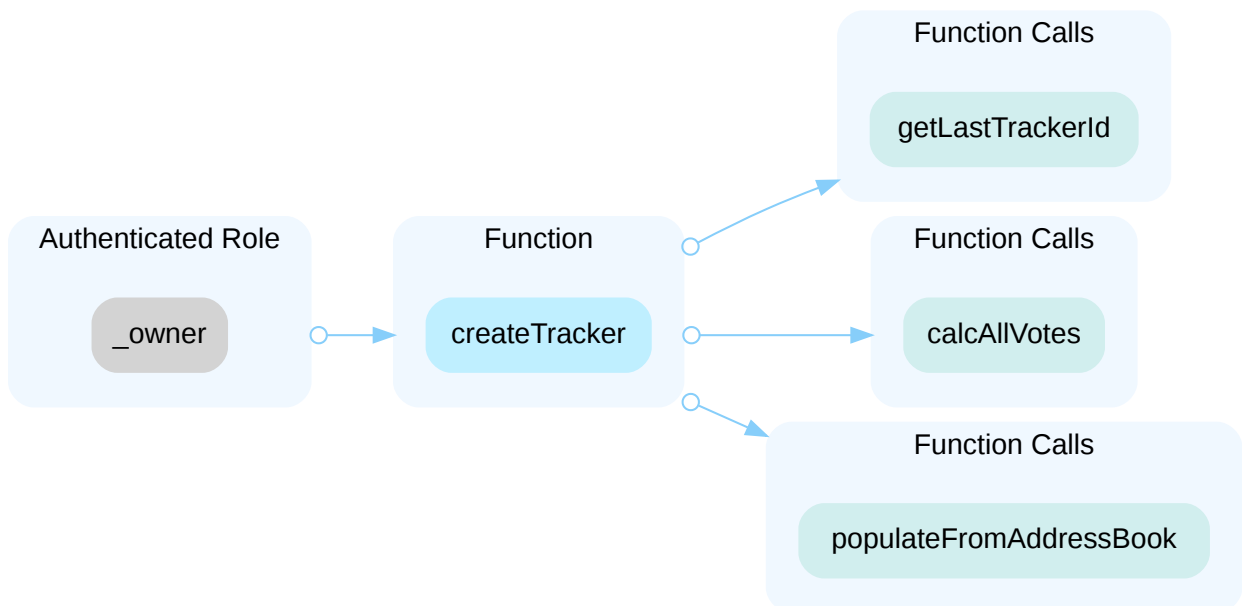 Authenticated Role
_owner
Function
createTracker
Function Calls
getLastTrackerId
Function Calls
calcAllVotes
Function Calls
populateFromAddressBook